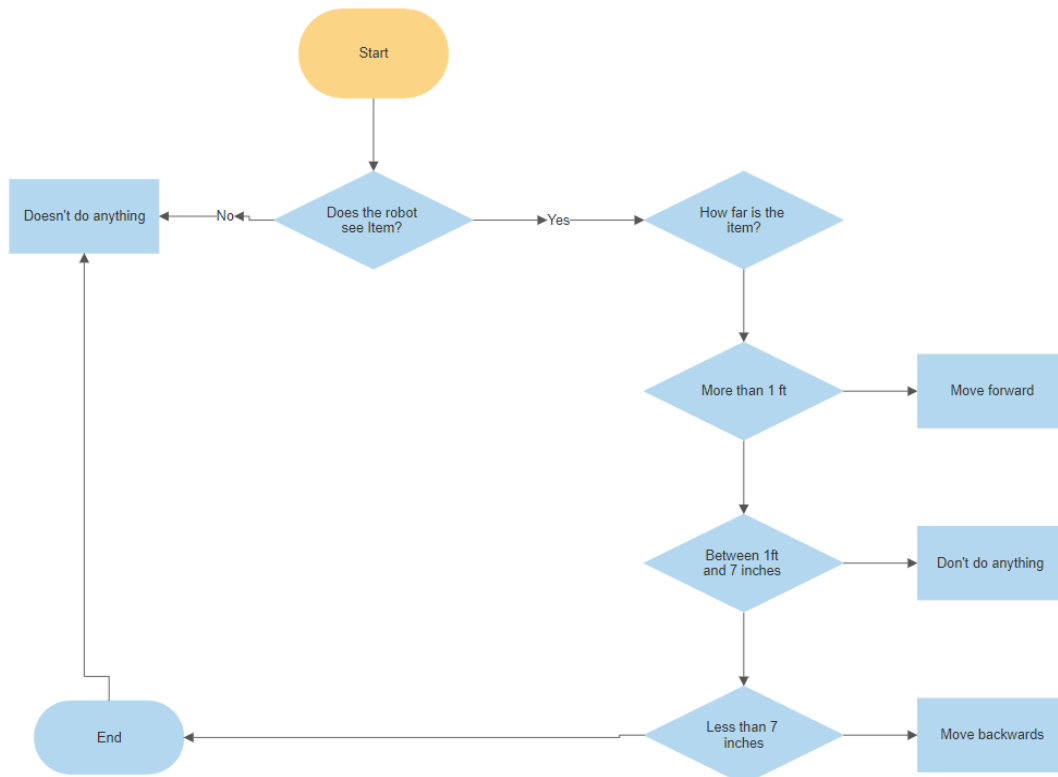 Start
Doesn't do anything
No
Does the robot
see Item?
Yes
How far is the
item?
More than 1 ft
Move forward
Between 1ft
and 7 inches
Don't do anything
End
Less than 7
inches
Move backwards